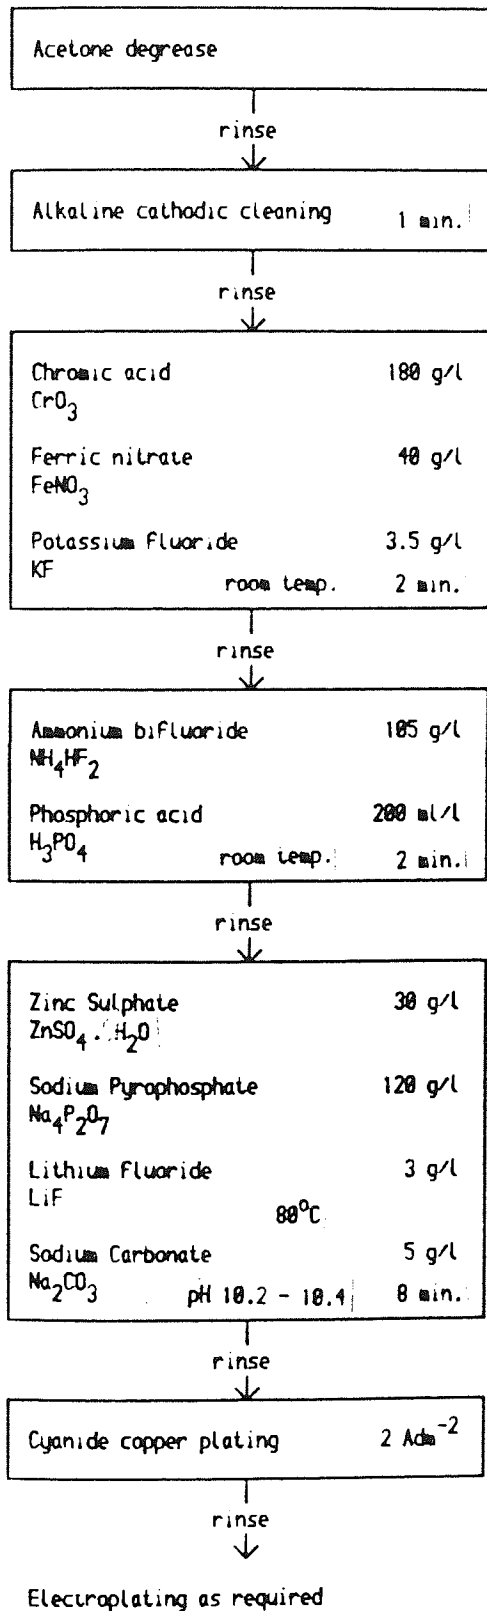 Acetone degrease
rinse
Alkaline cathodic cleaning 1 min.
rinse
Chromic acid 180 g/l
CrO3
Ferric nitrate 40 g/l
FeNO3
Potassium Fluoride 3.5 g/l
KF room temp. 2 min.
rinse
Ammonium bifluoride 105 g/l
NH4HF2
Phosphoric acid 200 ml/l
H3PO4 room temp. 2 min.
rinse
Zinc Sulphate 30 g/l
ZnSO4 . H2O
Sodium Pyrophosphate 120 g/l
Na4P2O7
Lithium Fluoride 3 g/l
LiF 80°C
Sodium Carbonate 5 g/l
Na2CO3 pH 10.2 - 10.4 8 min.
rinse
Cyanide copper plating 2 Adm-2
rinse
Electroplating as required